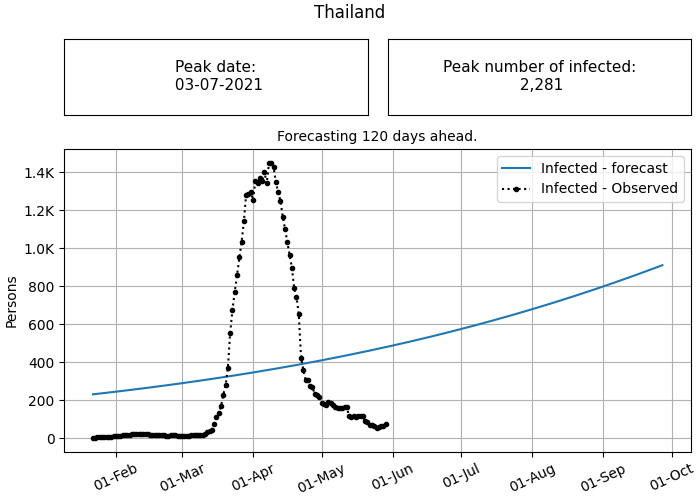 Thailand
Peak date:
03-07-2021
Peak number of infected:
2,281
Forecasting 120 days ahead.
Infected - forecast
Infected - Observed
Persons
1.4K
1.2K
1.0K
800
600
400
200
0
01-Feb
01-Mar
01-Apr
01-May
01-Jun
01-Jul
01-Aug
01-Sep
01-Oct